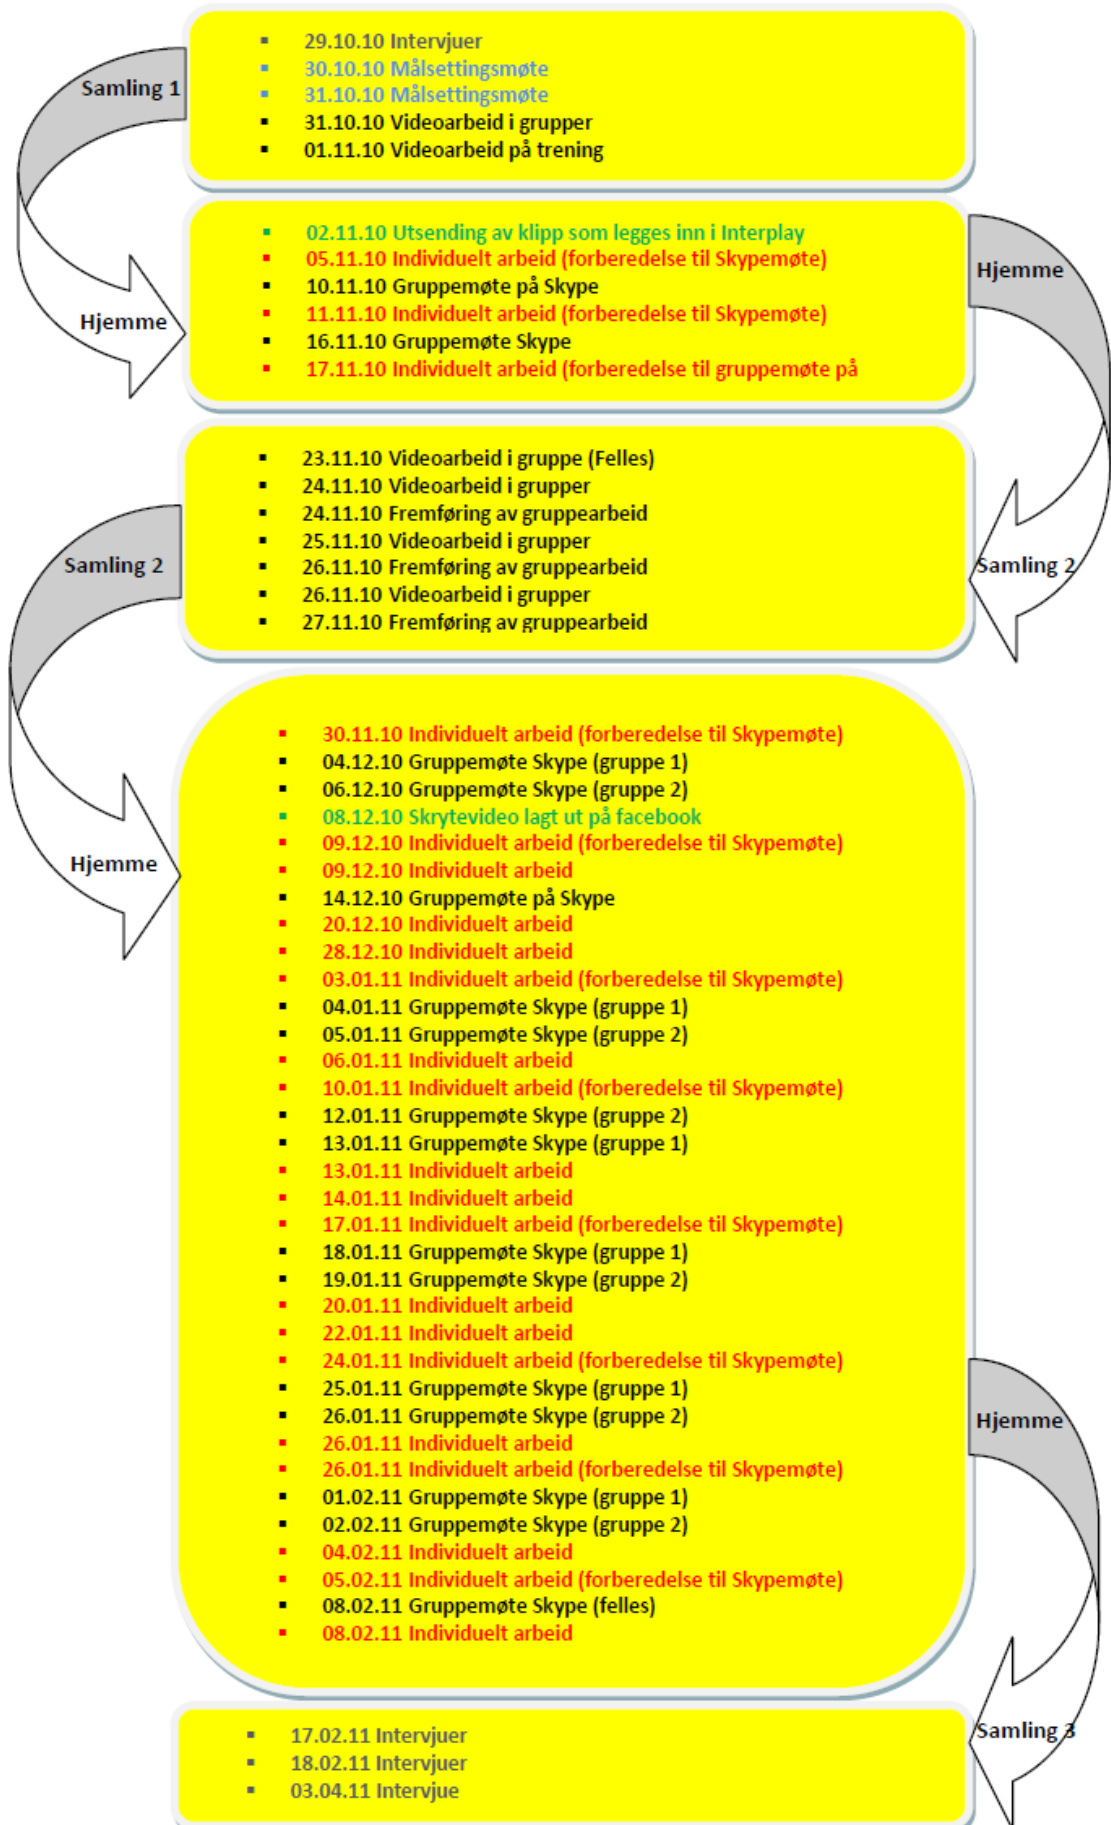 Samling 1
29.10.10 Intervjuer
30.10.10 Målsettingsmøte
31.10.10 Målsettingsmøte
31.10.10 Videoarbeid i grupper
01.11.10 Videoarbeid på trening
Hjemme
02.11.10 Utsending av klipp som legges inn i Interplay
05.11.10 Individuelt arbeid (forberedelse til Skypemøte)
10.11.10 Gruppemøte på Skype
11.11.10 Individuelt arbeid (forberedelse til Skypemøte)
16.11.10 Gruppemøte Skype
17.11.10 Individuelt arbeid (forberedelse til gruppemøte på
Hjemme
Samling 2
23.11.10 Videoarbeid i gruppe (Felles)
24.11.10 Videoarbeid i grupper
24.11.10 Fremføring av gruppearbeid
25.11.10 Videoarbeid i grupper
26.11.10 Fremføring av gruppearbeid
26.11.10 Videoarbeid i grupper
27.11.10 Fremføring av gruppearbeid
Samling 2
Hjemme
30.11.10 Individuelt arbeid (forberedelse til Skypemøte)
04.12.10 Gruppemøte Skype (gruppe 1)
06.12.10 Gruppemøte Skype (gruppe 2)
08.12.10 Skrytevideo lagt ut på facebook
09.12.10 Individuelt arbeid (forberedelse til Skypemøte)
09.12.10 Individuelt arbeid
14.12.10 Gruppemøte på Skype
20.12.10 Individuelt arbeid
28.12.10 Individuelt arbeid
03.01.11 Individuelt arbeid (forberedelse til Skypemøte)
04.01.11 Gruppemøte Skype (gruppe 1)
05.01.11 Gruppemøte Skype (gruppe 2)
06.01.11 Individuelt arbeid
10.01.11 Individuelt arbeid (forberedelse til Skypemøte)
12.01.11 Gruppemøte Skype (gruppe 2)
13.01.11 Gruppemøte Skype (gruppe 1)
13.01.11 Individuelt arbeid
14.01.11 Individuelt arbeid
17.01.11 Individuelt arbeid (forberedelse til Skypemøte)
18.01.11 Gruppemøte Skype (gruppe 1)
19.01.11 Gruppemøte Skype (gruppe 2)
20.01.11 Individuelt arbeid
22.01.11 Individuelt arbeid
24.01.11 Individuelt arbeid (forberedelse til Skypemøte)
25.01.11 Gruppemøte Skype (gruppe 1)
26.01.11 Gruppemøte Skype (gruppe 2)
26.01.11 Individuelt arbeid
26.01.11 Individuelt arbeid (forberedelse til Skypemøte)
01.02.11 Gruppemøte Skype (gruppe 1)
02.02.11 Gruppemøte Skype (gruppe 2)
04.02.11 Individuelt arbeid
05.02.11 Individuelt arbeid (forberedelse til Skypemøte)
08.02.11 Gruppemøte Skype (felles)
08.02.11 Individuelt arbeid
Hjemme
Samling 3
17.02.11 Intervjuer
18.02.11 Intervjuer
03.04.11 Intervjue